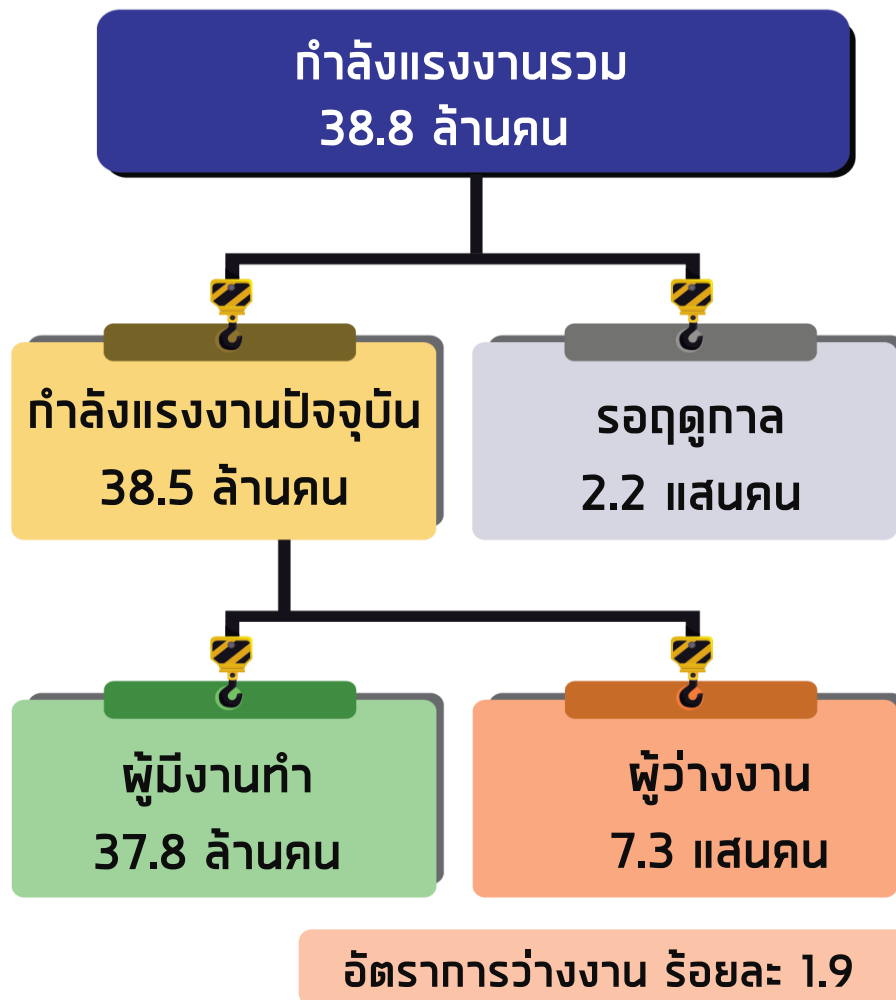 กำลังแรงงานรวม
38.8 ล้านคน
กำลังแรงงานปัจจุบัน
38.5 ล้านคน
รอฤดูกาล
2.2 แสนคน
ผู้มีงานทำ
37.8 ล้านคน
ผู้ว่างงาน
7.3 แสนคน
อัตราการว่างงาน ร้อยละ 1.9